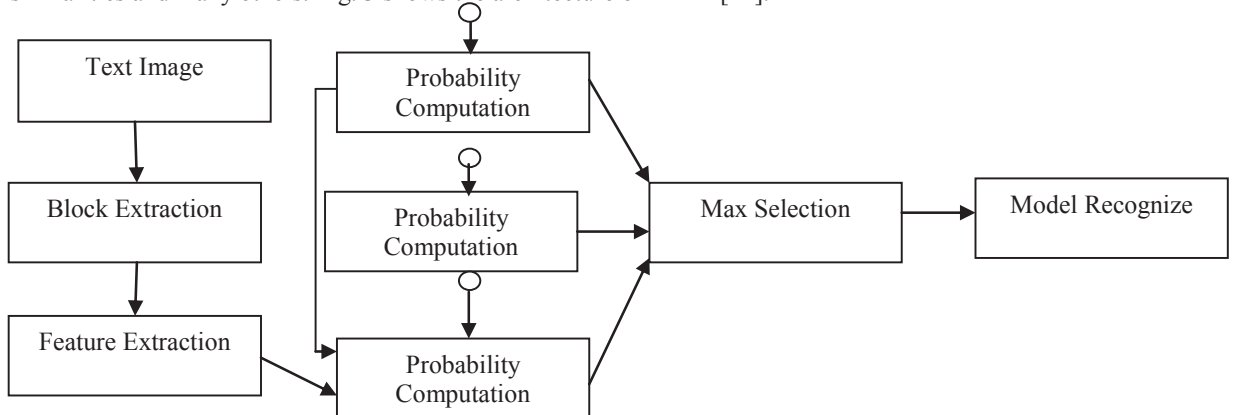 Text Image
Block Extraction
Feature Extraction
Probability
Computation
Probability
Computation
Probability
Computation
Max Selection
Model Recognize